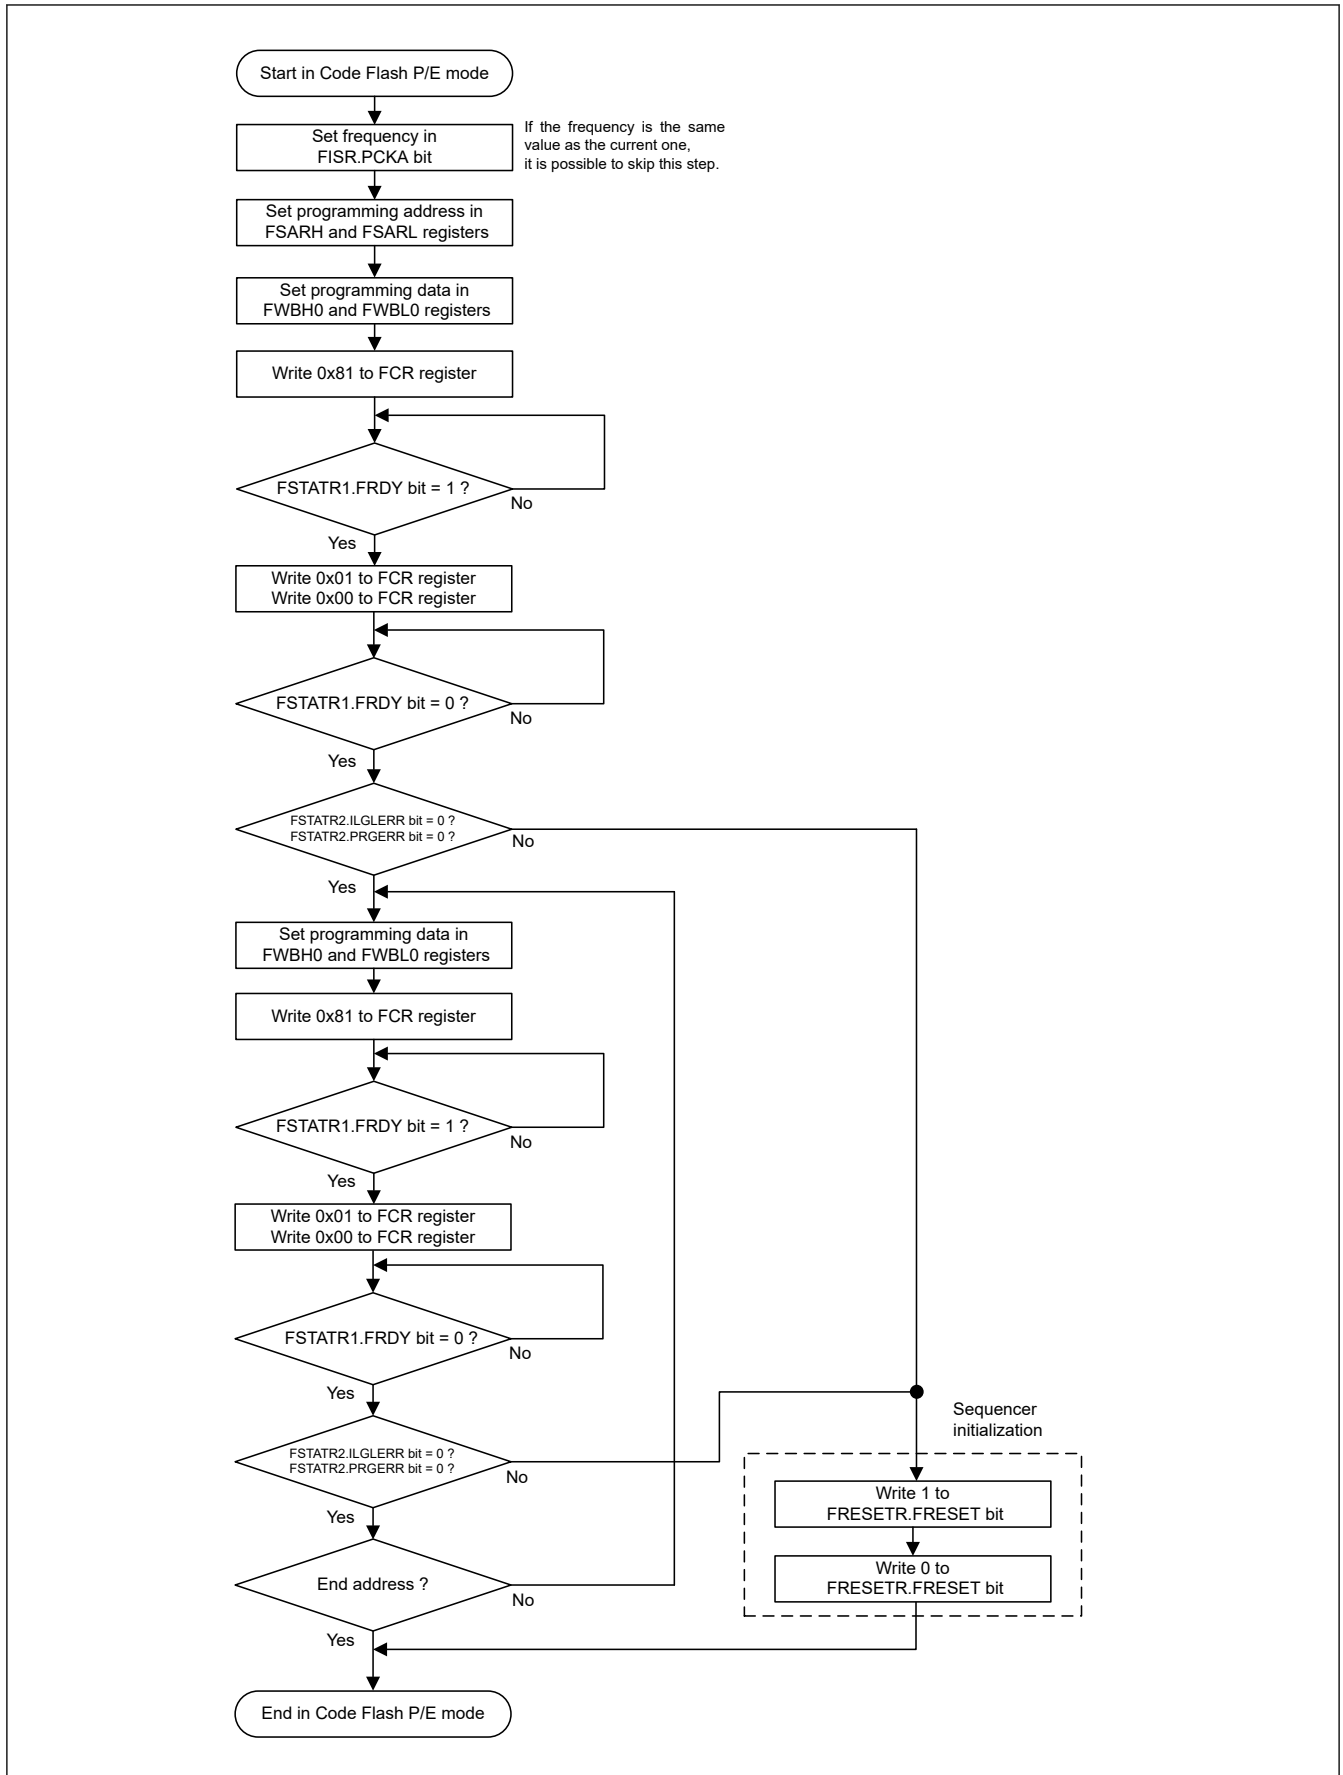 Start in Code Flash P/E mode
Set frequency in
FISR.PCKA bit
If the frequency is the same
value as the current one,
it is possible to skip this step.
Set programming address in
FSARH and FSARL registers
Set programming data in
FWBH0 and FWBL0 registers
Write 0x81 to FCR register
FSTATR1.FRDY bit = 1 ?
No
Yes
Write 0x01 to FCR register
Write 0x00 to FCR register
FSTATR1.FRDY bit = 0 ?
No
Yes
FSTATR2.ILGLERR bit = 0 ?
FSTATR2.PRGERR bit = 0 ?
No
Yes
Set programming data in
FWBH0 and FWBL0 registers
Write 0x81 to FCR register
FSTATR1.FRDY bit = 1 ?
No
Yes
Write 0x01 to FCR register
Write 0x00 to FCR register
FSTATR1.FRDY bit = 0 ?
No
Yes
FSTATR2.ILGLERR bit = 0 ?
FSTATR2.PRGERR bit = 0 ?
No
Yes
End address ?
No
Yes
Sequencer
initialization
Write 1 to
FRESETR.FRESET bit
Write 0 to
FRESETR.FRESET bit
End in Code Flash P/E mode